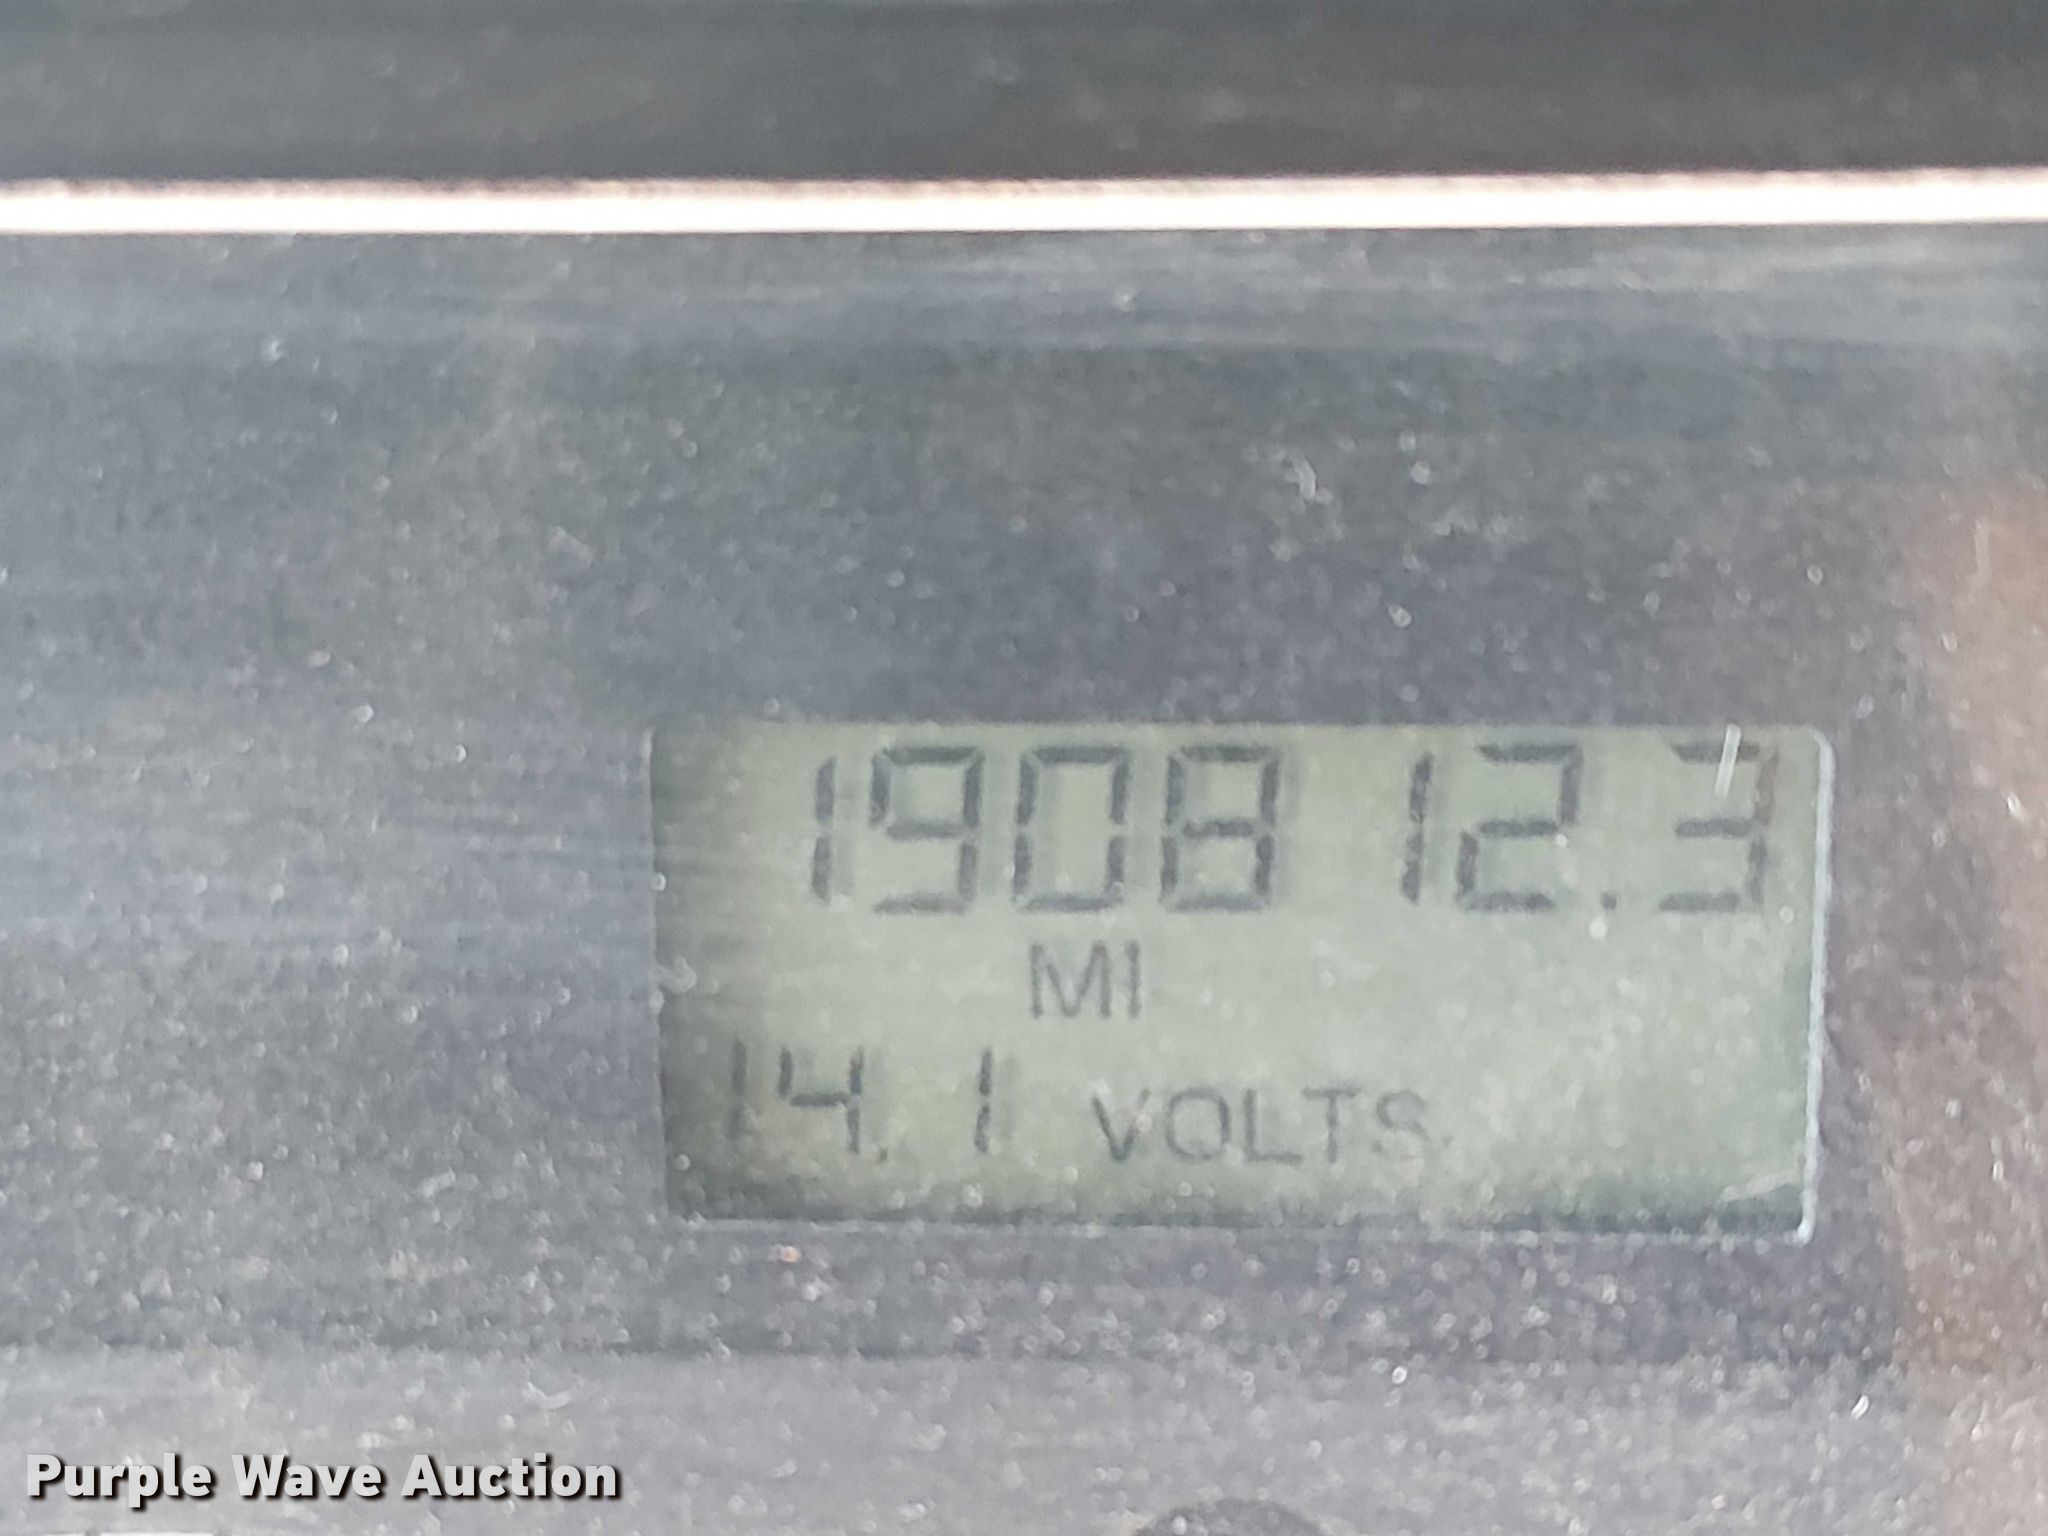 190812.3
MI
14.1 VOLTS
Purple Wave Auction